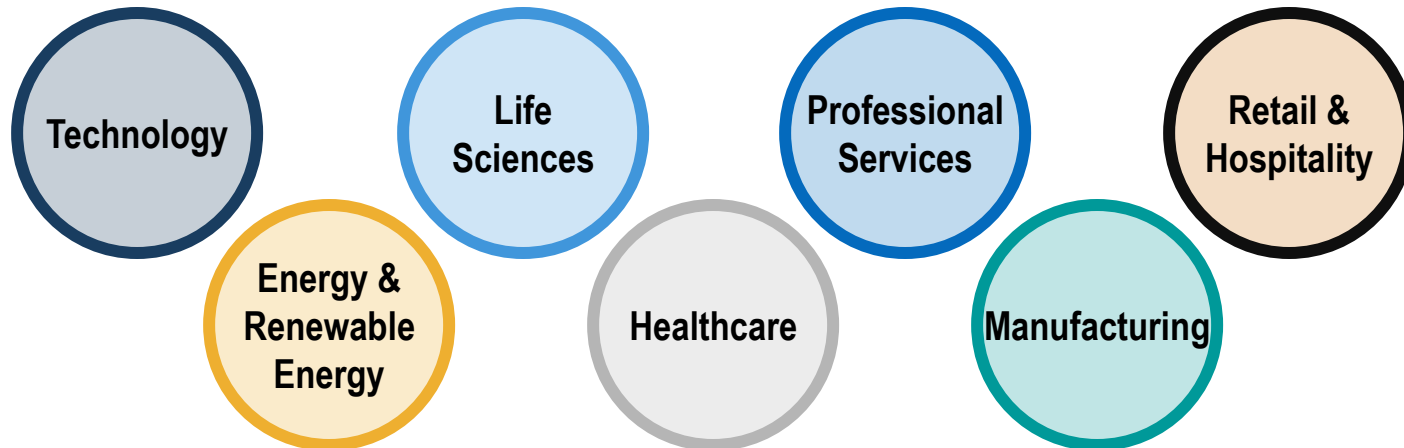 Technology
Life
Sciences
Professional
Services
Retail &
Hospitality
Energy &
Renewable
Energy
Healthcare
Manufacturing